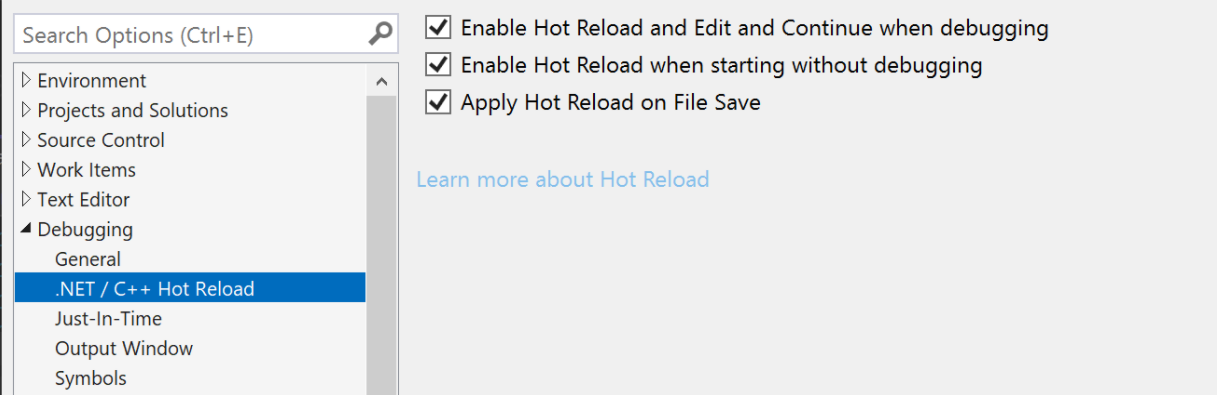 Search Options (Ctrl+E)
Environment
Projects and Solutions
Source Control
Work Items
Text Editor
Debugging
General
.NET / C++ Hot Reload
Just-In-Time
Output Window
Symbols
Enable Hot Reload and Edit and Continue when debugging
Enable Hot Reload when starting without debugging
Apply Hot Reload on File Save
Learn more about Hot Reload